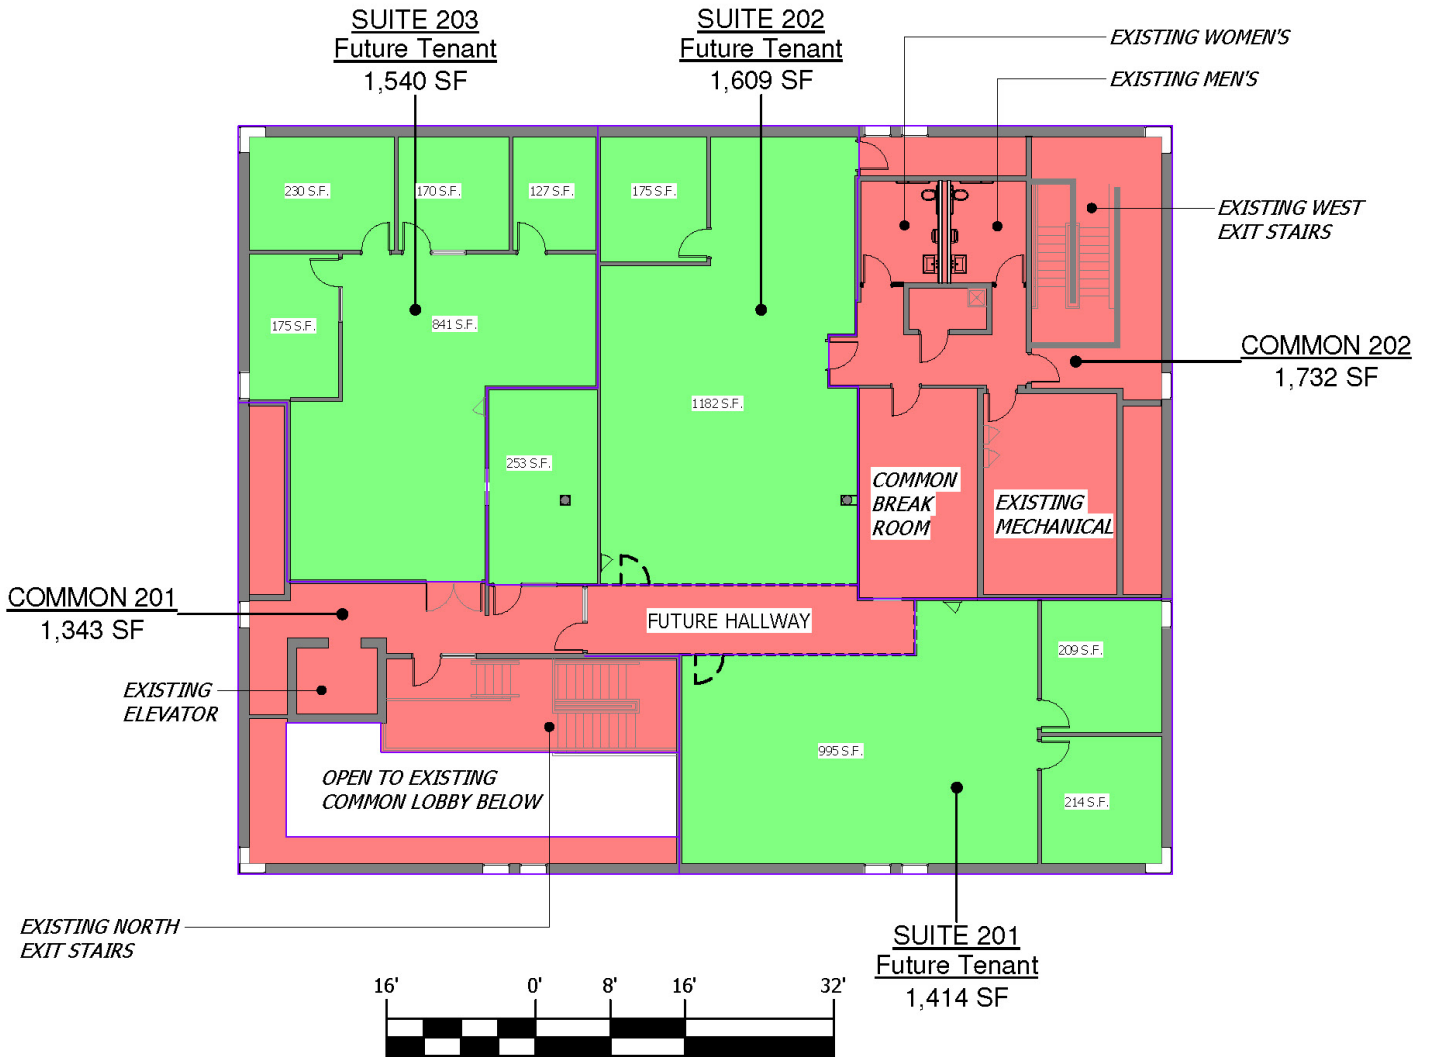 SUITE 203
Future Tenant
1,540 SF
SUITE 202
Future Tenant
1,609 SF
EXISTING WOMEN'S
EXISTING MEN'S
230 S.F.
170 S.F.
127 S.F.
175 S.F.
EXISTING WEST
EXIT STAIRS
175 S.F.
841 S.F.
COMMON 202
1,732 SF
1182 S.F.
253 S.F.
COMMON
BREAK
ROOM
EXISTING
MECHANICAL
COMMON 201
1,343 SF
FUTURE HALLWAY
209 S.F.
EXISTING
ELEVATOR
995 S.F.
OPEN TO EXISTING
COMMON LOBBY BELOW
214 S.F.
EXISTING NORTH
EXIT STAIRS
SUITE 201
Future Tenant
1,414 SF
16' 0' 8' 16' 32'